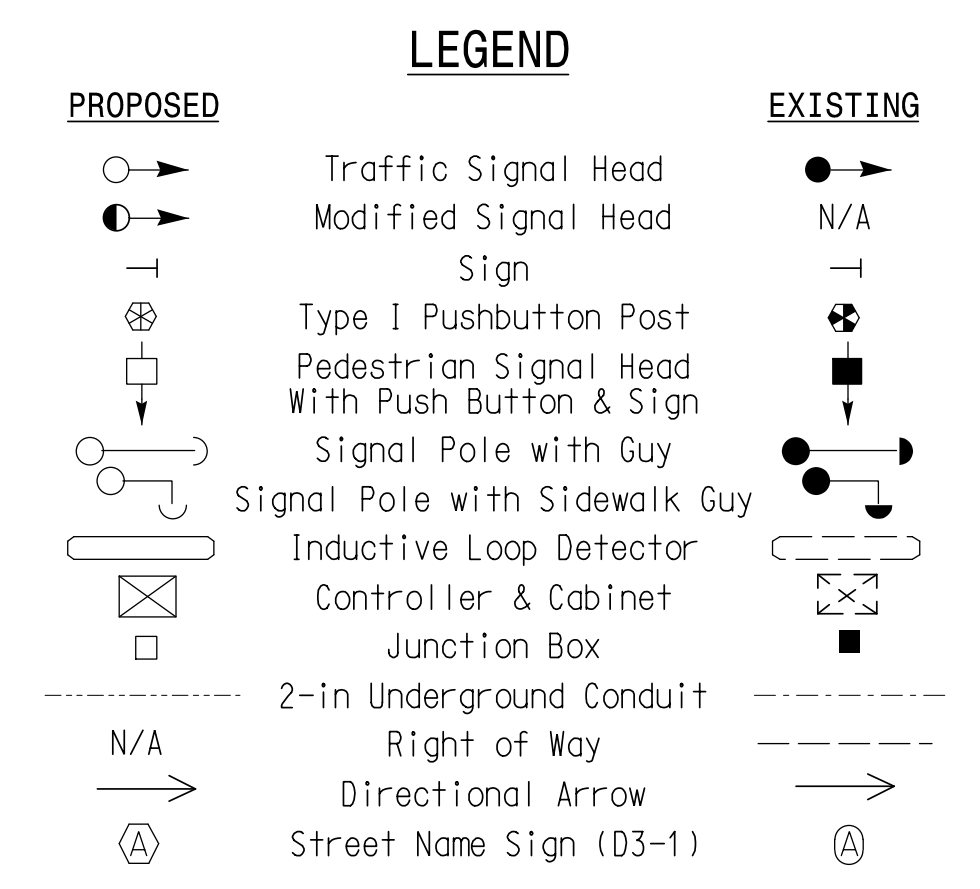 LEGEND
PROPOSED EXISTING
Traffic Signal Head
Modified Signal Head N/A
Sign
Type I Pushbutton Post
Pedestrian Signal Head
With Push Button & Sign
Signal Pole with Guy
Signal Pole with Sidewalk Guy
Inductive Loop Detector
Controller & Cabinet
Junction Box
2-in Underground Conduit
N/A Right of Way
Directional Arrow
A Street Name Sign (D3-1) A